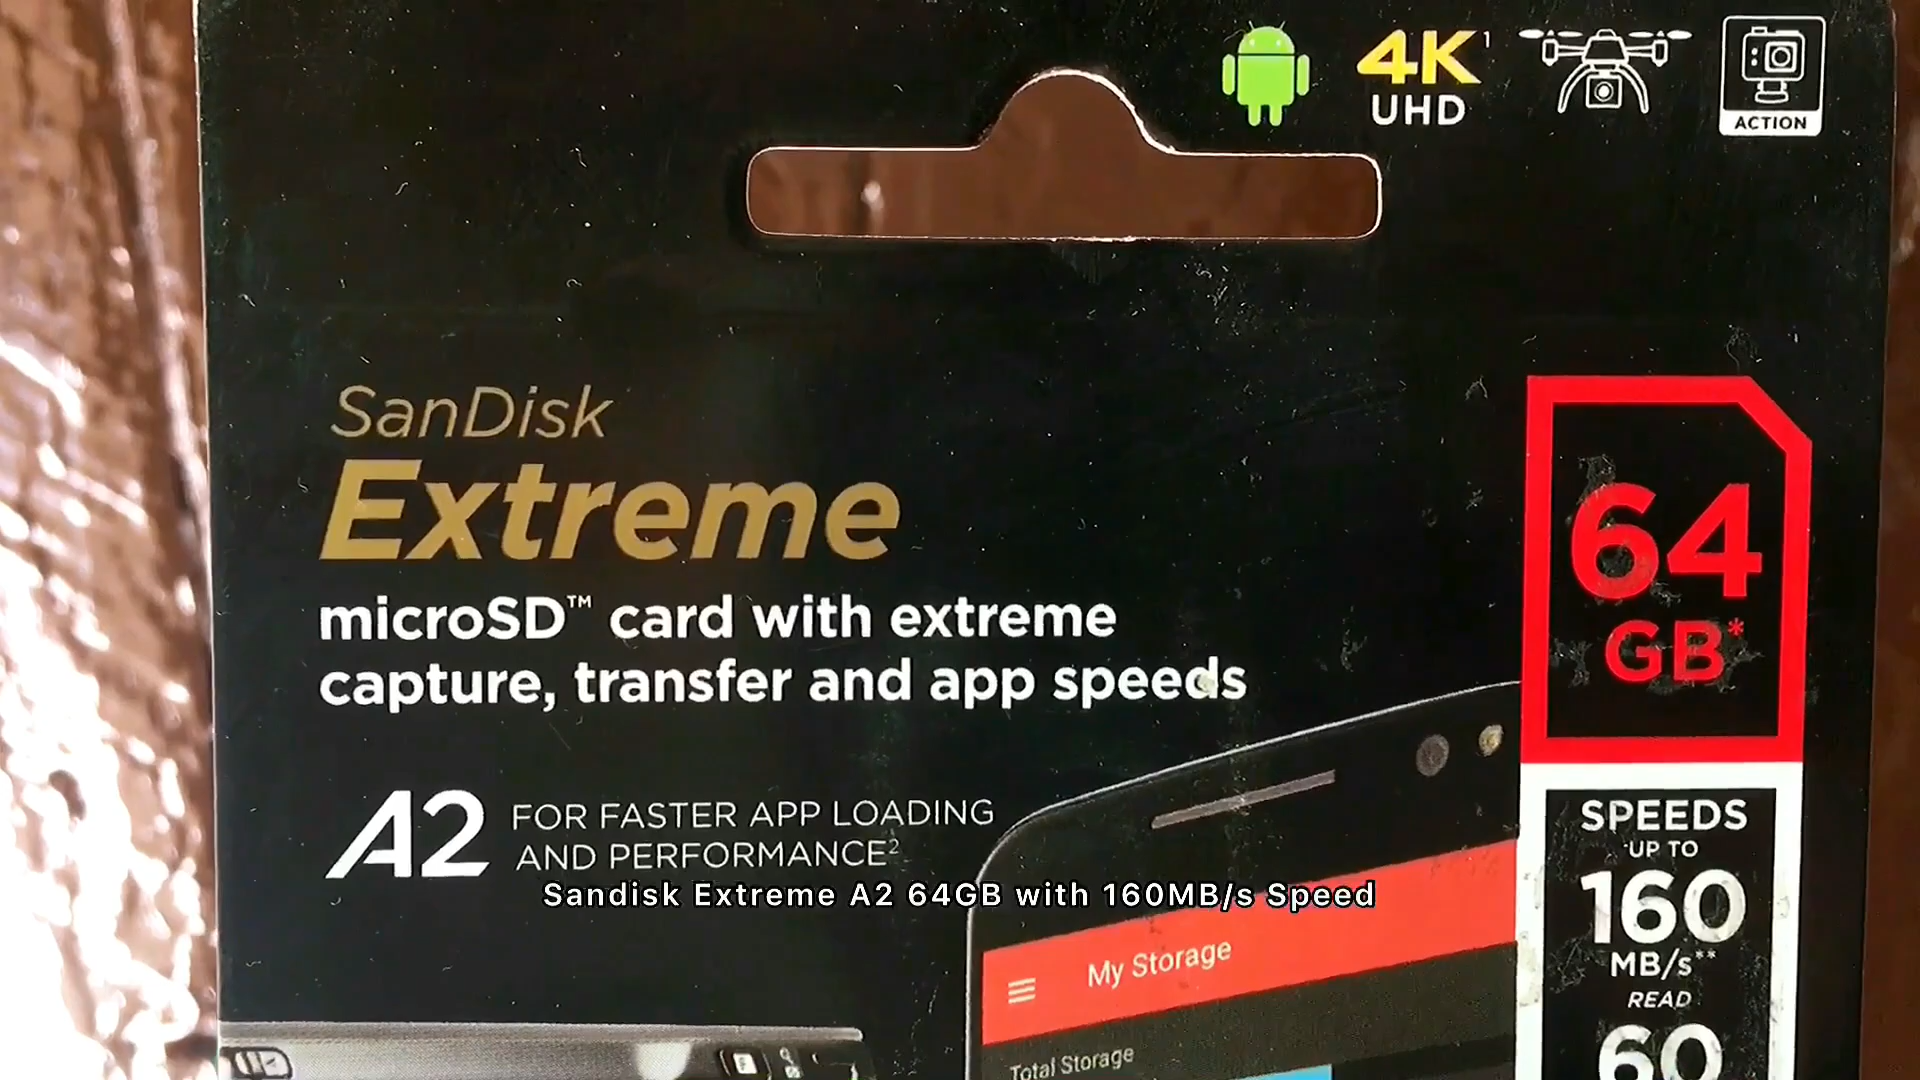 4K¹
UHD
ACTION
SanDisk
Extreme
microSD™ card with extreme
capture, transfer and app speeds
64
GB*
A2 FOR FASTER APP LOADING
AND PERFORMANCE²
Sandisk Extreme A2 64GB with 160MB/s Speed
SPEEDS
UP TO
160
MB/s**
READ
60
My Storage
Total Storage